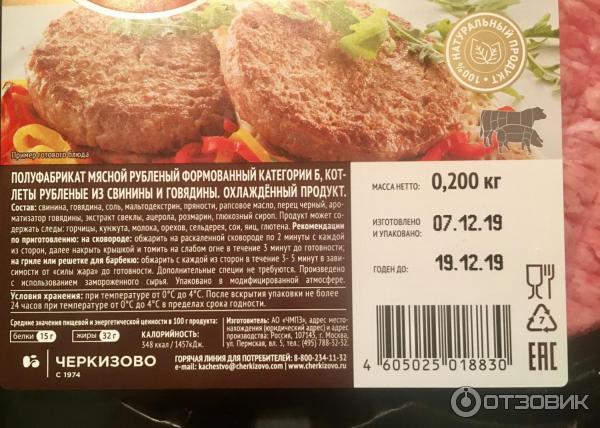 100% НАТУРАЛЬНЫЙ ПРОДУКТ
Пример готового блюда
ПОЛУФАБРИКАТ МЯСНОЙ РУБЛЕНЫЙ ФОРМОВАННЫЙ КАТЕГОРИИ Б, КОТ-
ЛЕТЫ РУБЛЕНЫЕ ИЗ СВИНИНЫ И ГОВЯДИНЫ. ОХЛАЖДЁННЫЙ ПРОДУКТ.
Состав: свинина, говядина, соль, мальтодекстрин, пряности, рапсовое масло, перец черный, аро-
матизатор говядины, экстракт свеклы, ацерола, розмарин, глюкозный сироп. Продукт может со-
держать следы: горчицы, кунжута, молока, орехов, сельдерея, сои, яиц, глютена. Рекомендации
по приготовлению: на сковороде: обжарить на раскаленной сковороде по 2 минуты с каждой
из сторон, далее накрыть крышкой и томить на слабом огне в течение 3 минут до готовности;
на гриле или решетке для барбекю: обжарить с каждой из сторон в течение 3- 5 минут в зави-
симости от «силы жара» до готовности. Дополнительные специи не требуются. Произведено
с использованием замороженного сырья. Упаковано в модифицированной атмосфере.
Условия хранения: при температуре от 0°С до 4°С. После вскрытия упаковки не более
24 часов при температуре от 0°С до 4°С в пределах срока годности.
Средние значения пищевой и энергетической ценности в 100 г продукта:
белки 15 г жиры 32 г
КАЛОРИЙНОСТЬ:
348 ккал / 1457кДж.
Изготовитель: АО «ЧМПЗ», адрес место-
нахождения (юридический адрес) и адрес
производства: Россия, 107143, г. Москва,
ул. Пермская, вл. 5, тел.: (495) 788-32-32.
ЧЕРКИЗОВО
С 1974
ГОРЯЧАЯ ЛИНИЯ ДЛЯ ПОТРЕБИТЕЛЕЙ: 8-800-234-11-32
e-mail: kachestvo@cherkizovo.com / www.cherkizovo.com
МАССА НЕТТО: 0,200 кг
ИЗГОТОВЛЕНО
И УПАКОВАНО: 07.12.19
ГОДЕН ДО: 19.12.19
7
4 605025 018830
EAC
ОТЗОВИК